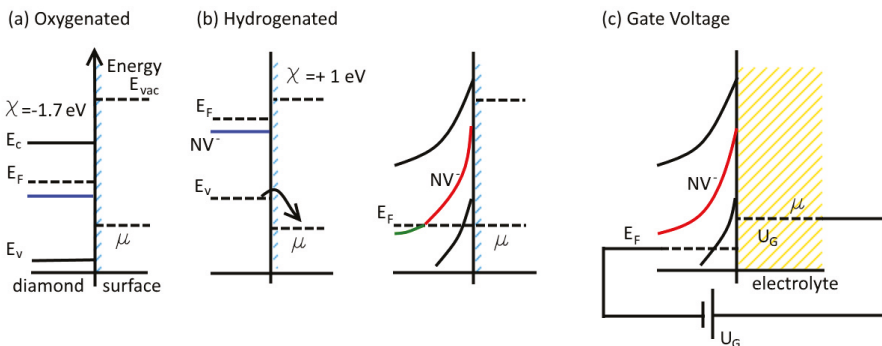 (a) Oxygenated
Energy
E_vac
χ=-1.7 eV
E_c
E_F
μ
E_v
diamond
surface
(b) Hydrogenated
χ=+ 1 eV
E_F
NV⁻
E_v
μ
NV⁻
E_F
μ
(c) Gate Voltage
NV⁻
μ
E_F
U_G
electrolyte
U_G